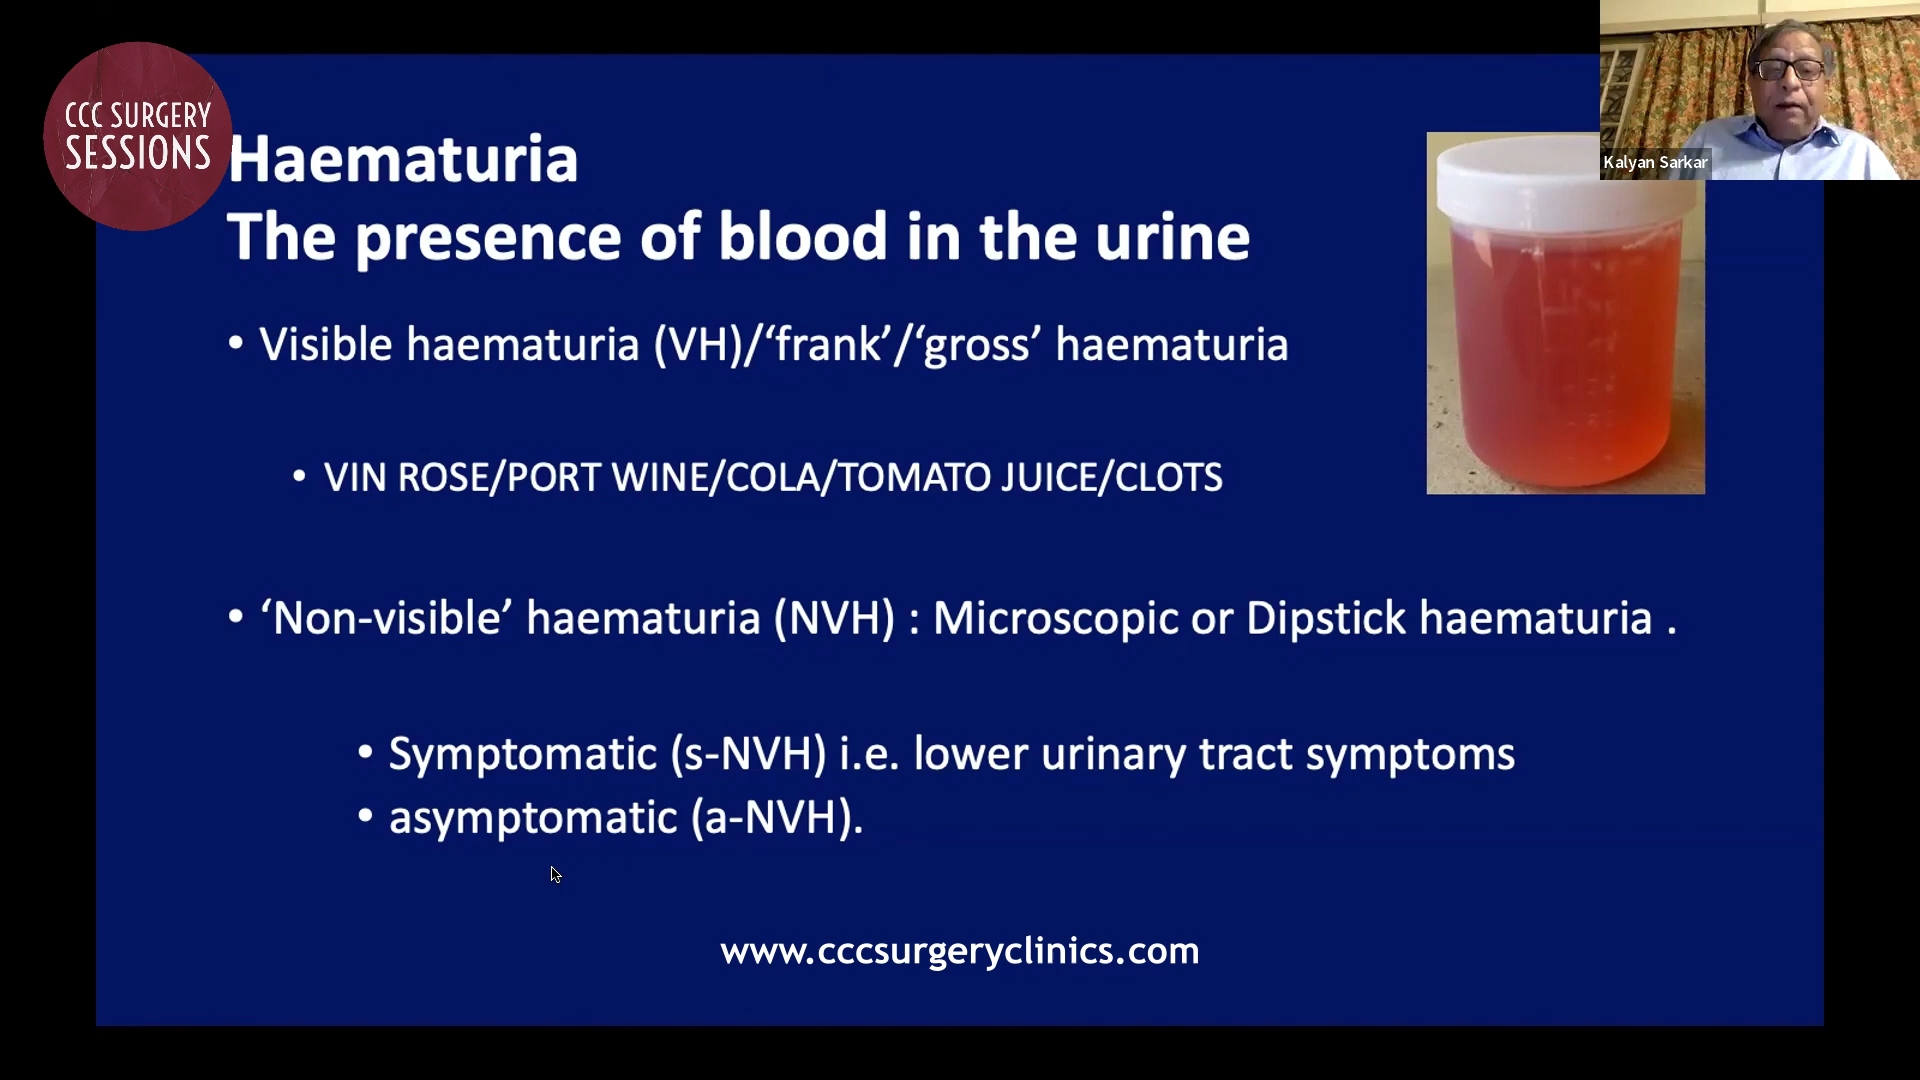 CCC SURGERY
SESSIONS
Kalyan Sarkar
Haematuria
The presence of blood in the urine
• Visible haematuria (VH)/‘frank’/‘gross’ haematuria
• VIN ROSE/PORT WINE/COLA/TOMATO JUICE/CLOTS
• ‘Non-visible’ haematuria (NVH) : Microscopic or Dipstick haematuria .
• Symptomatic (s-NVH) i.e. lower urinary tract symptoms
• asymptomatic (a-NVH).
www.cccsurgeryclinics.com